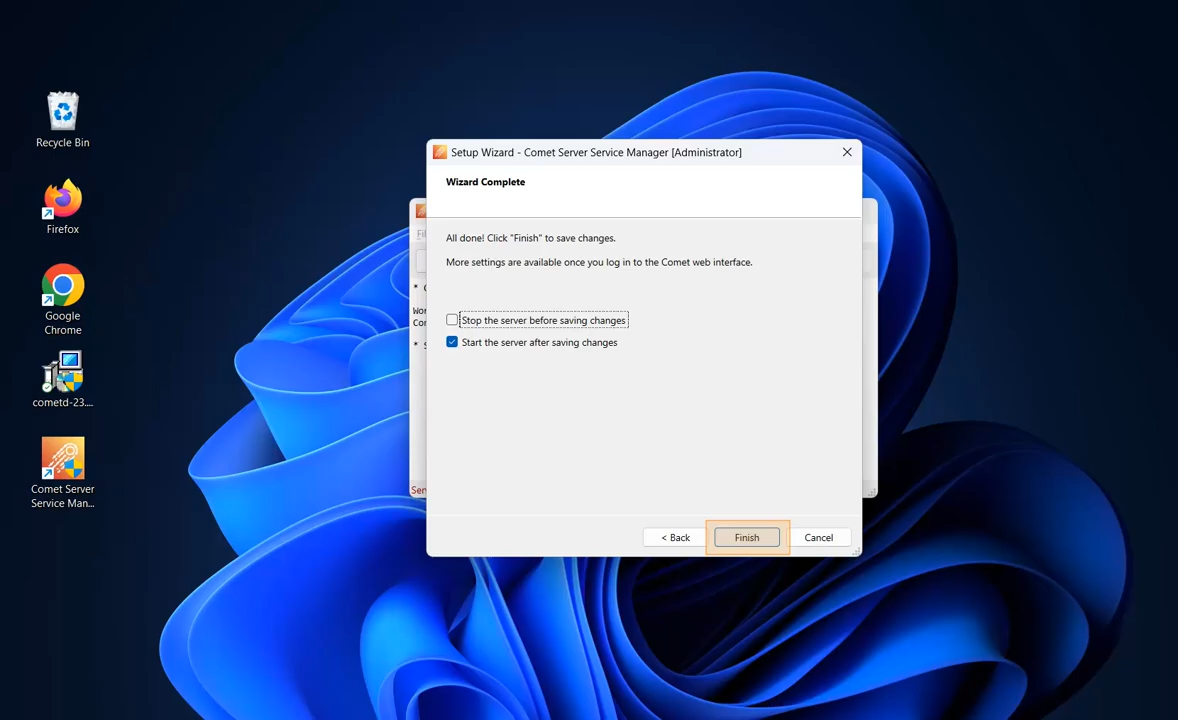 Recycle Bin
Firefox
Google
Chrome
cometd-23....
Comet Server
Service Man...
Setup Wizard - Comet Server Service Manager [Administrator]
Wizard Complete
All done! Click "Finish" to save changes.
More settings are available once you log in to the Comet web interface.
Stop the server before saving changes
Start the server after saving changes
< Back
Finish
Cancel